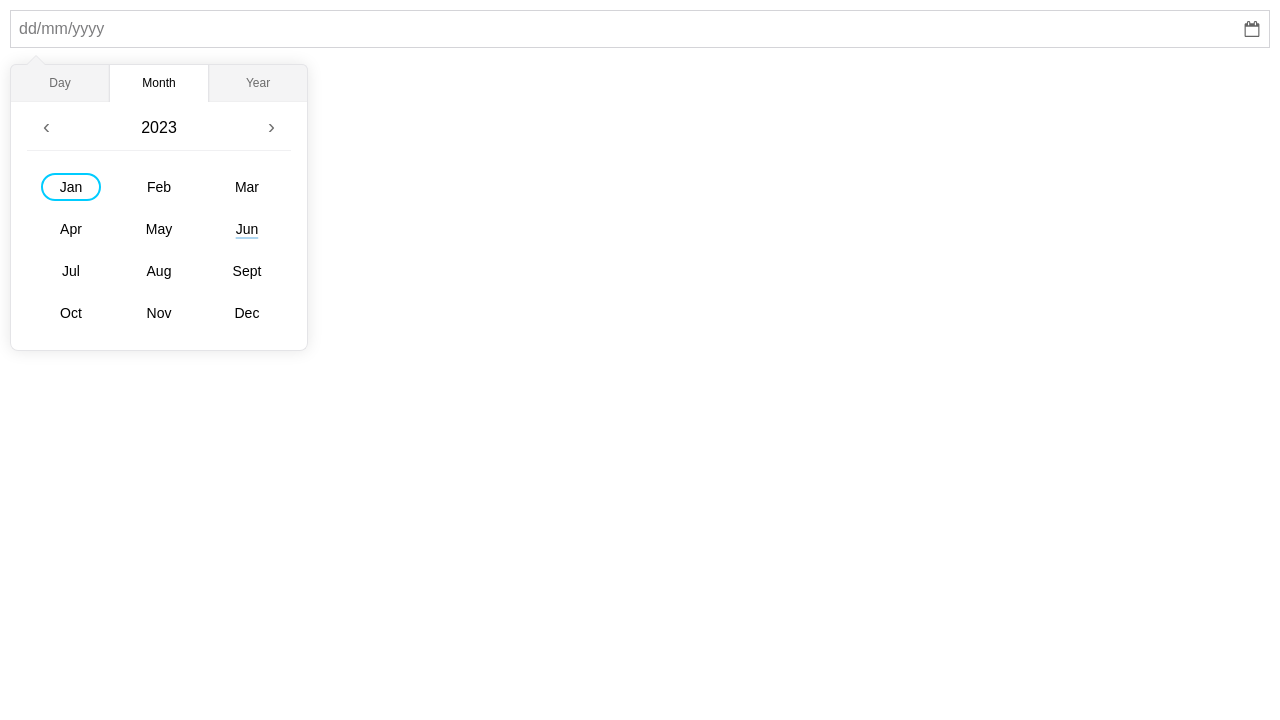 dd/mm/yyyy
Day Month Year
‹ 2023 ›
Jan Feb Mar
Apr May Jun
Jul Aug Sept
Oct Nov Dec